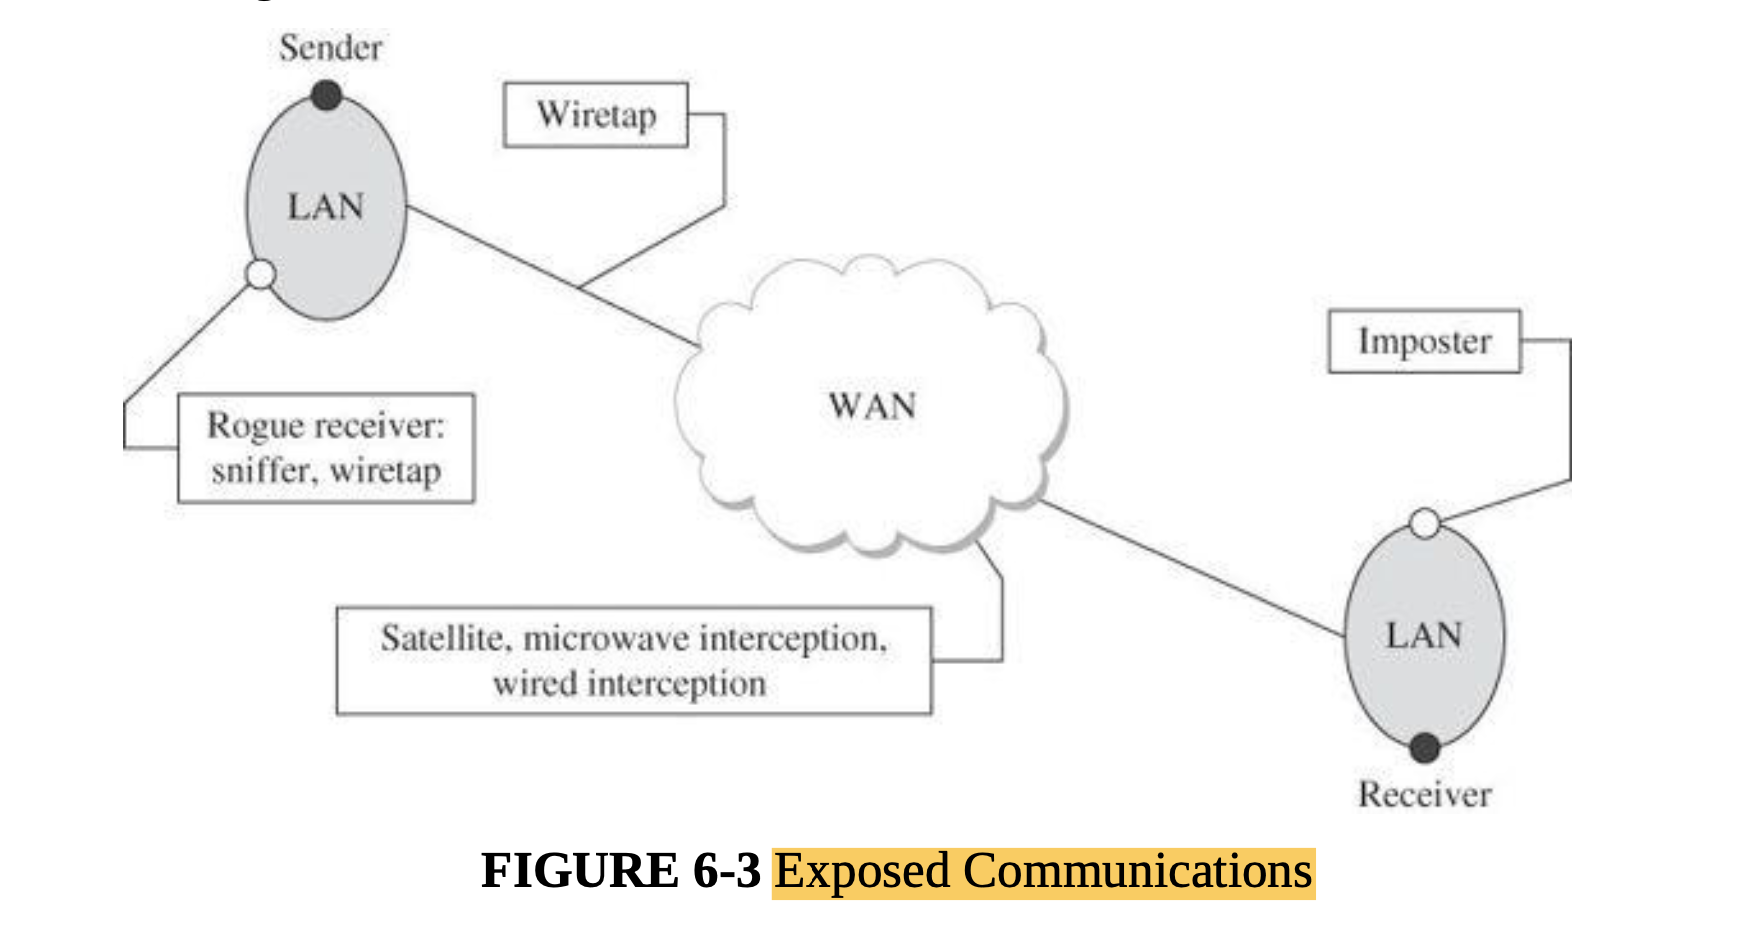 Sender
Wiretap
LAN
Imposter
WAN
Rogue receiver:
sniffer, wiretap
Satellite, microwave interception,
wired interception
LAN
Receiver
FIGURE 6-3 Exposed Communications